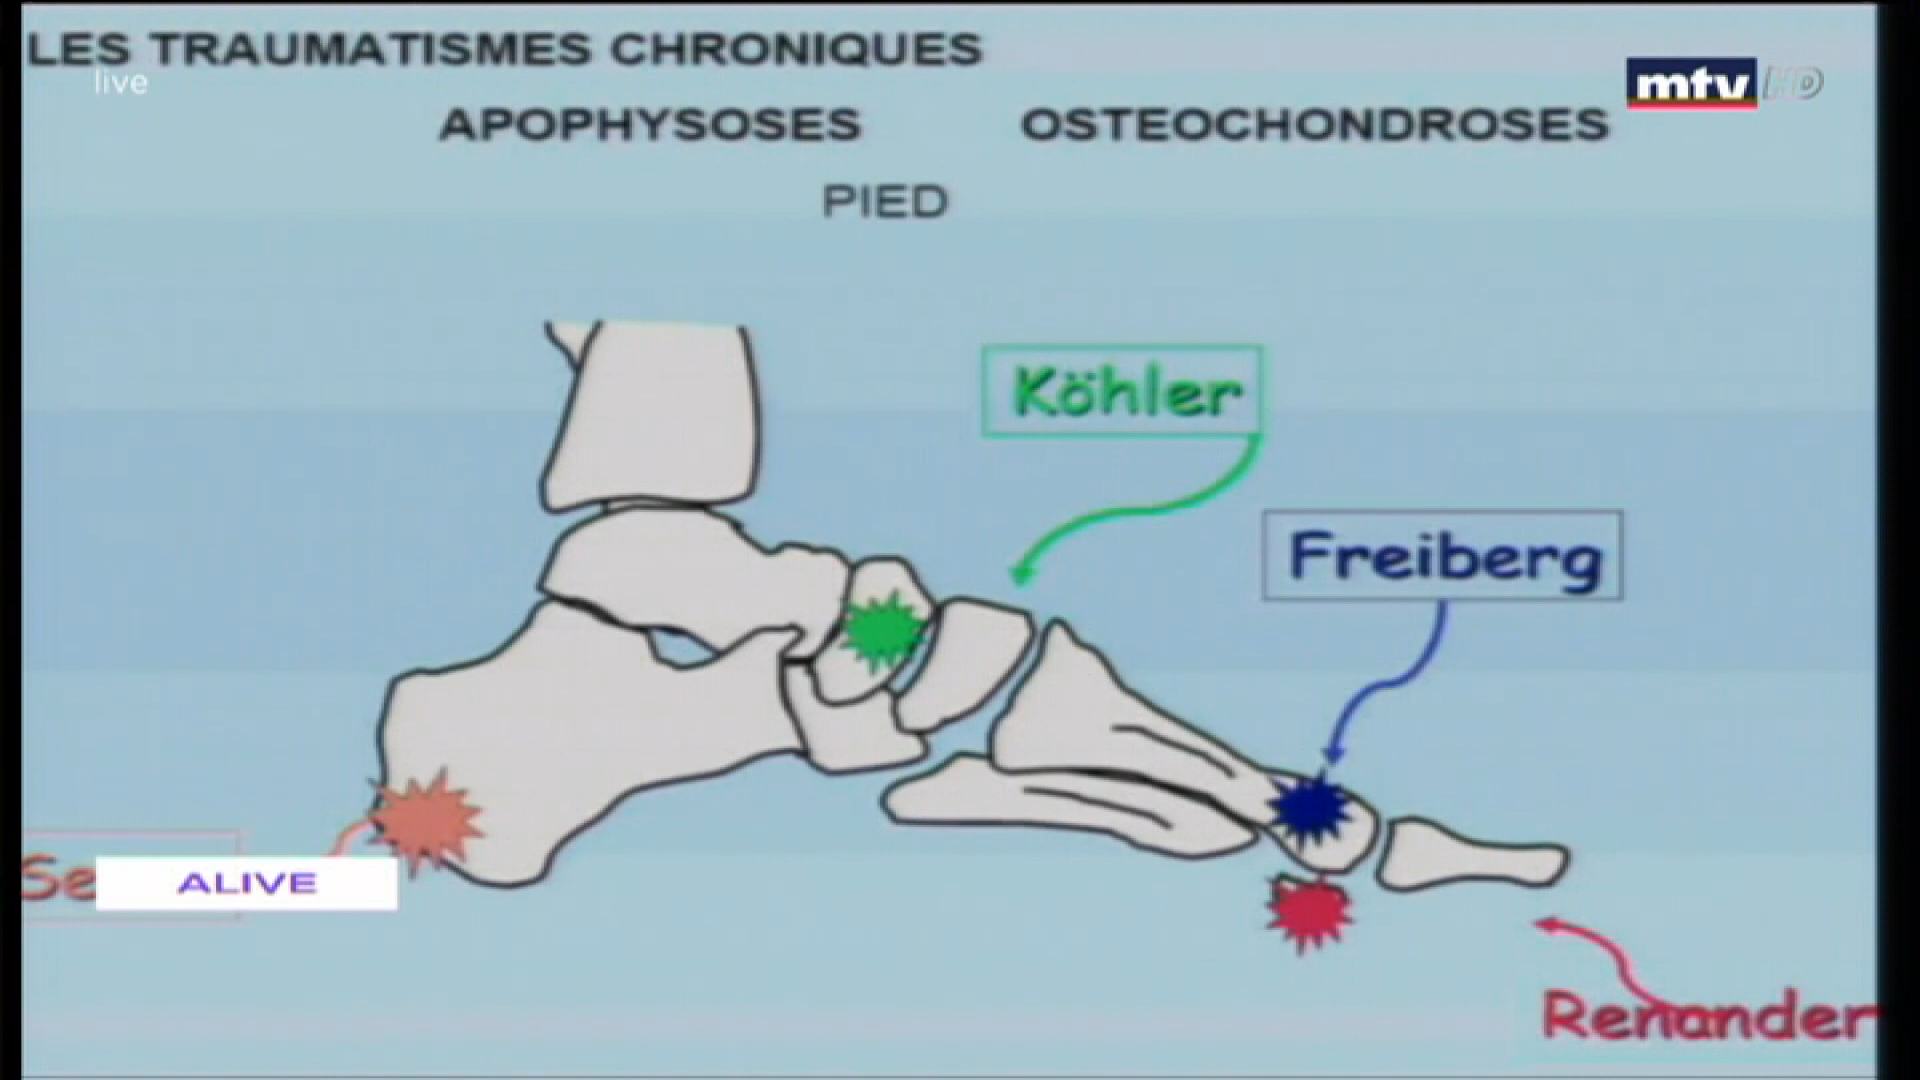 LES TRAUMATISMES CHRONIQUES
live
mtv HD
APOPHYSOSES OSTEOCHONDROSES
PIED
Köhler
Freiberg
ALIVE
Renander